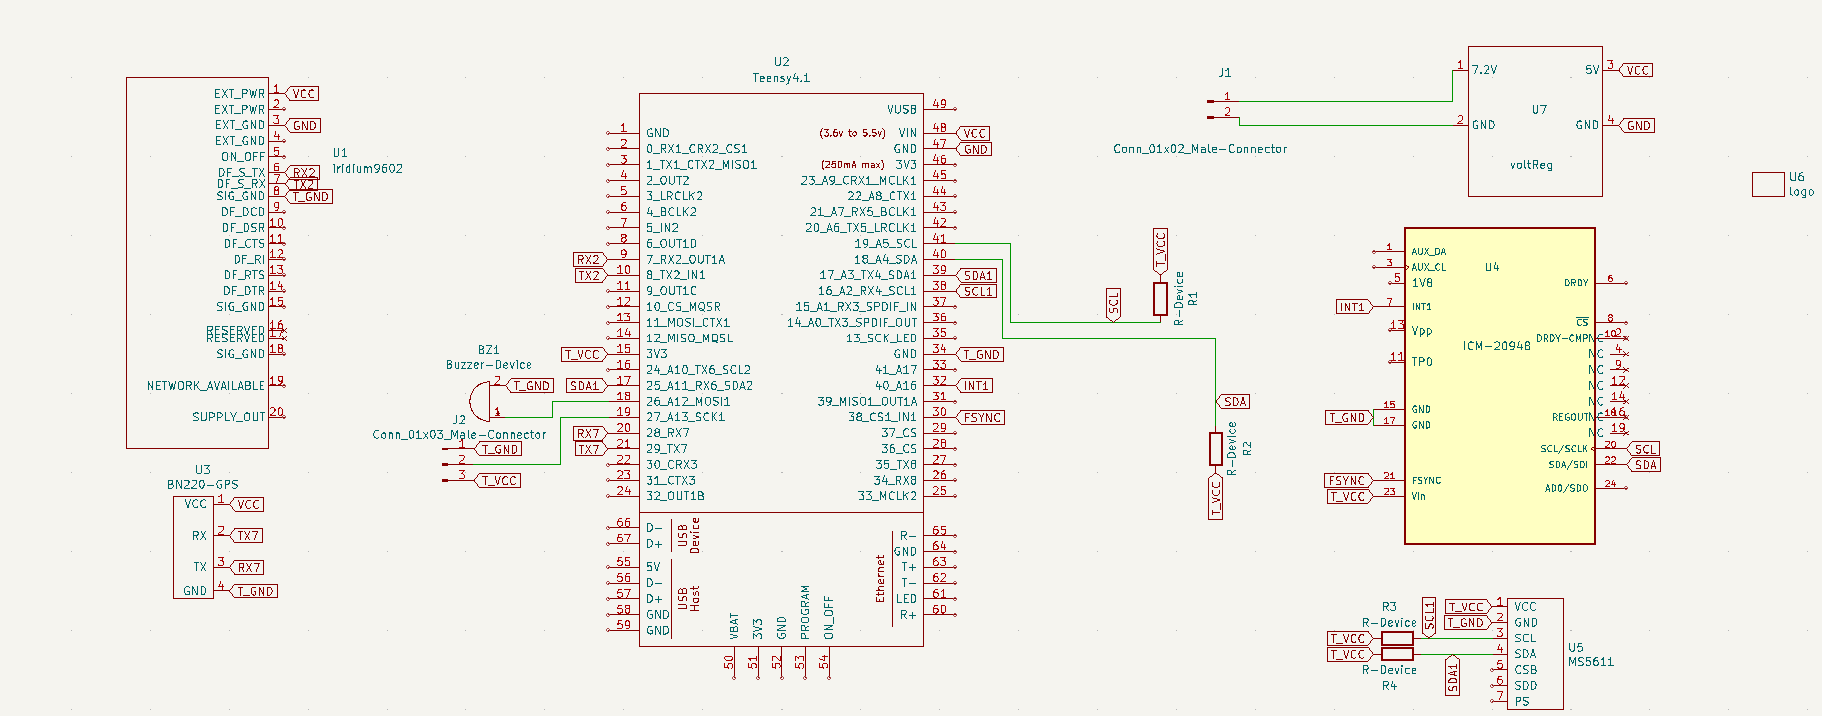 U1
Iridium9602
EXT_PWR 1 VCC
EXT_PWR 2
EXT_GND 3 GND
EXT_GND 4
ON_OFF 5
DF_S_TX 6 RX2
DF_S_RX 7 TX2
SIG_GND 8 T_GND
DF_DCD 9
DF_DSR 10
DF_CTS 11
DF_RI 12
DF_RTS 13
DF_DTR 14
SIG_GND 15
RESERVED 16
RESERVED 17
SIG_GND 18
NETWORK_AVAILABLE 19
SUPPLY_OUT 20
U3
BN220-GPS
VCC 1 VCC
RX 2 TX7
TX 3 RX7
GND 4 T_GND
BZ1
Buzzer-Device
2 T_GND
1
J2
Conn_01x03_Male-Connector
1 T_GND
2
3 T_VCC
U2
Teensy4.1
1 GND
2 0_RX1_CRX2_CS1
3 1_TX1_CTX2_MISO1
4 2_OUT2
5 3_LRCLK2
6 4_BCLK2
7 5_IN2
8 6_OUT1D
RX2 9 7_RX2_OUT1A
TX2 10 8_TX2_IN1
11 9_OUT1C
12 10_CS_MQSR
13 11_MOSI_CTX1
14 12_MISO_MQSL
T_VCC 15 3V3
16 24_A10_TX6_SCL2
SDA1 17 25_A11_RX6_SDA2
18 26_A12_MOSI1
19 27_A13_SCK1
RX7 20 28_RX7
TX7 21 29_TX7
22 30_CRX3
23 31_CTX3
24 32_OUT1B
VUSB 49
(3.6v to 5.5v) VIN 48 VCC
GND 47 GND
(250mA max) 3V3 46
23_A9_CRX1_MCLK1 45
22_A8_CTX1 44
21_A7_RX5_BCLK1 43
20_A6_TX5_LRCLK1 42
19_A5_SCL 41
18_A4_SDA 40
17_A3_TX4_SDA1 39 SDA1
16_A2_RX4_SCL1 38 SCL1
15_A1_RX3_SPDIF_IN 37
14_A0_TX3_SPDIF_OUT 36
13_SCK_LED 35
GND 34 T_GND
41_A17 33
40_A16 32 INT1
39_MISO1_OUT1A 31
38_CS1_IN1 30 FSYNC
37_CS 29
36_CS 28
35_TX8 27
34_RX8 26
33_MCLK2 25
66 D-
67 D+
USB Device
55 5V
56 D-
57 D+
58 GND
59 GND
USB Host
R- 65
GND 64
T+ 63
T- 62
LED 61
R+ 60
Ethernet
VBAT 50
3V3 51
GND 52
PROGRAM 53
ON_OFF 54
SCL
T_VCC
R-Device
R1
SDA
R-Device
R2
T_VCC
J1
1
2
Conn_01x02_Male-Connector
1 7.2V
2 GND
U7
voltReg
5V 3 VCC
GND 4 GND
U6
logo
U4
ICM-20948
1 AUX_DA
3 AUX_CL
5 1V8
INT1 7 INT1
13 Vpp
11 TP0
15 GND
T_GND 17 GND
FSYNC 21 FSYNC
T_VCC 23 Vin
DRDY 6
CS 8
DRDY-CMP 10
NC 2
NC 4
NC 9
NC 12
NC 14
REGOUT
NC 16
NC 19
SCL/SCLK 20 SCL
SDA/SDI 22 SDA
AD0/SDO 24
R3
R-Device
SCL1
T_VCC
T_VCC
R-Device
R4
SDA1
T_VCC 1 VCC
T_GND 2 GND
3 SCL
4 SDA
5 CSB
6 SDD
7 PS
U5
MS5611